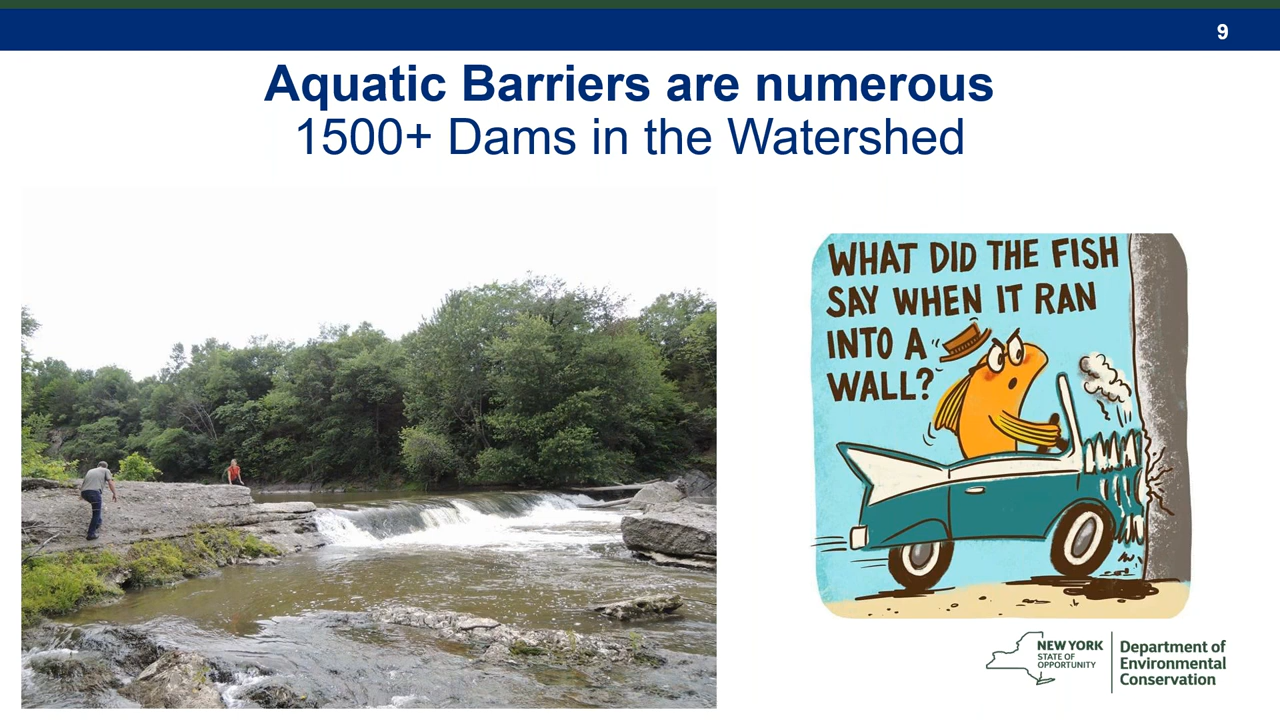 9
Aquatic Barriers are numerous
1500+ Dams in the Watershed
WHAT DID THE FISH
SAY WHEN IT RAN
INTO A
WALL?
NEW YORK
STATE OF
OPPORTUNITY
Department of
Environmental
Conservation